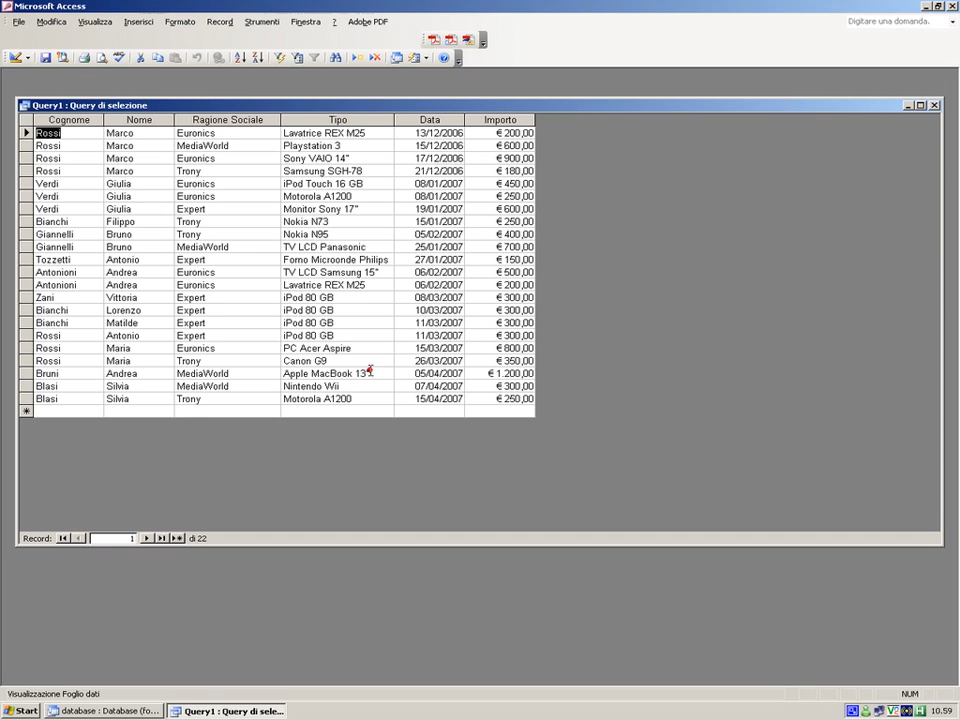 Microsoft Access
File Modifica Visualizza Inserisci Formato Record Strumenti Finestra ? Adobe PDF Digitare una domanda.
Query1 : Query di selezione
Cognome Nome Ragione Sociale Tipo Data Importo
Rossi Marco Euronics Lavatrice REX M25 13/12/2006 € 200,00
Rossi Marco MediaWorld Playstation 3 15/12/2006 € 600,00
Rossi Marco Euronics Sony VAIO 14" 17/12/2006 € 900,00
Rossi Marco Trony Samsung SGH-78 21/12/2006 € 180,00
Verdi Giulia Euronics iPod Touch 16 GB 08/01/2007 € 450,00
Verdi Giulia Euronics Motorola A1200 08/01/2007 € 250,00
Verdi Giulia Expert Monitor Sony 17" 19/01/2007 € 600,00
Bianchi Filippo Trony Nokia N73 15/01/2007 € 250,00
Giannelli Bruno Trony Nokia N95 05/02/2007 € 400,00
Giannelli Bruno MediaWorld TV LCD Panasonic 25/01/2007 € 700,00
Tozzetti Antonio Expert Forno Microonde Philips 27/01/2007 € 150,00
Antonioni Andrea Euronics TV LCD Samsung 15" 06/02/2007 € 500,00
Antonioni Andrea Euronics Lavatrice REX M25 06/02/2007 € 200,00
Zani Vittoria Expert iPod 80 GB 08/03/2007 € 300,00
Bianchi Lorenzo Expert iPod 80 GB 10/03/2007 € 300,00
Bianchi Matilde Expert iPod 80 GB 11/03/2007 € 300,00
Rossi Antonio Expert iPod 80 GB 11/03/2007 € 300,00
Rossi Maria Euronics PC Acer Aspire 15/03/2007 € 800,00
Rossi Maria Trony Canon G9 26/03/2007 € 350,00
Bruni Andrea MediaWorld Apple MacBook 13" 05/04/2007 € 1.200,00
Blasi Silvia MediaWorld Nintendo Wii 07/04/2007 € 300,00
Blasi Silvia Trony Motorola A1200 15/04/2007 € 250,00
Record: 1 di 22
Visualizzazione Foglio dati NUM
Start database : Database (fo... Query1 : Query di sele... 10.59